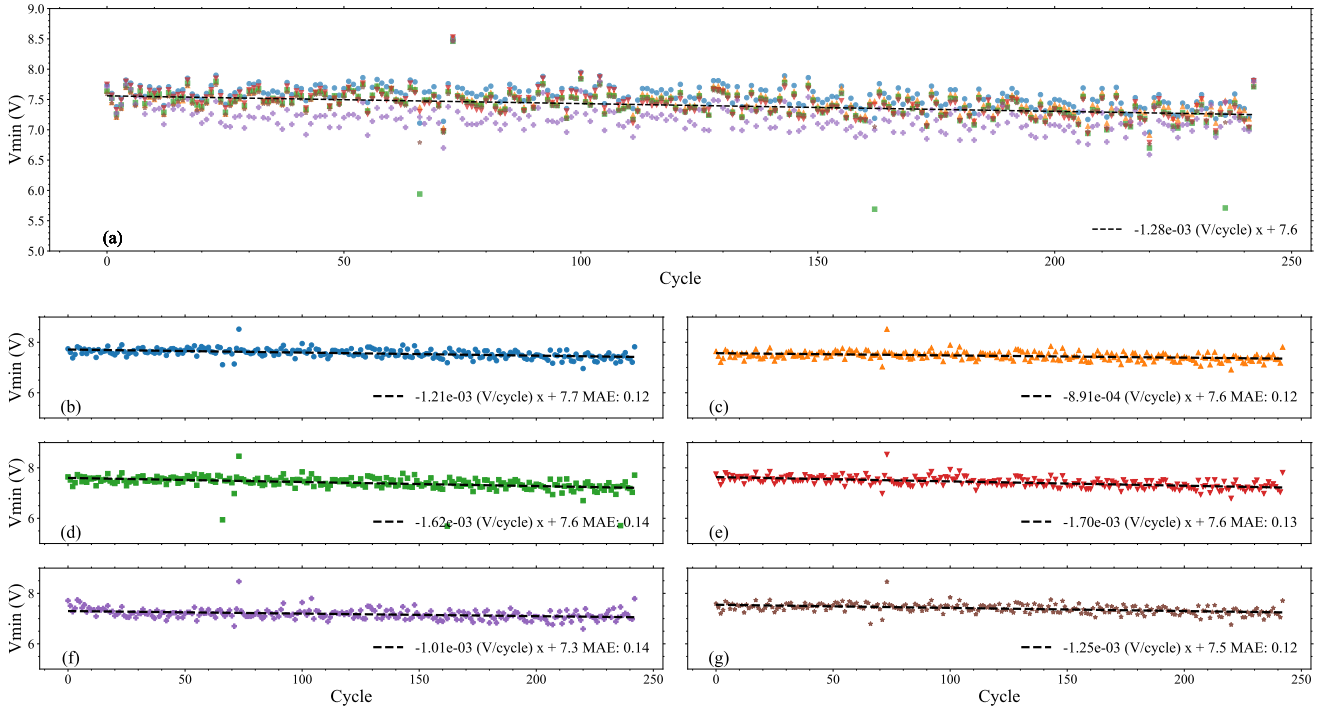 9.0
8.5
8.0
7.5
7.0
6.5
6.0
5.5
5.0
Vmin (V)
(a)
-1.28e-03 (V/cycle) x + 7.6
0 50 100 150 200 250
Cycle
8
6
Vmin (V)
(b)
-1.21e-03 (V/cycle) x + 7.7 MAE: 0.12
(c)
-8.91e-04 (V/cycle) x + 7.6 MAE: 0.12
8
6
Vmin (V)
(d)
-1.62e-03 (V/cycle) x + 7.6 MAE: 0.14
(e)
-1.70e-03 (V/cycle) x + 7.6 MAE: 0.13
8
6
Vmin (V)
(f)
-1.01e-03 (V/cycle) x + 7.3 MAE: 0.14
(g)
-1.25e-03 (V/cycle) x + 7.5 MAE: 0.12
0 50 100 150 200 250
Cycle
0 50 100 150 200 250
Cycle